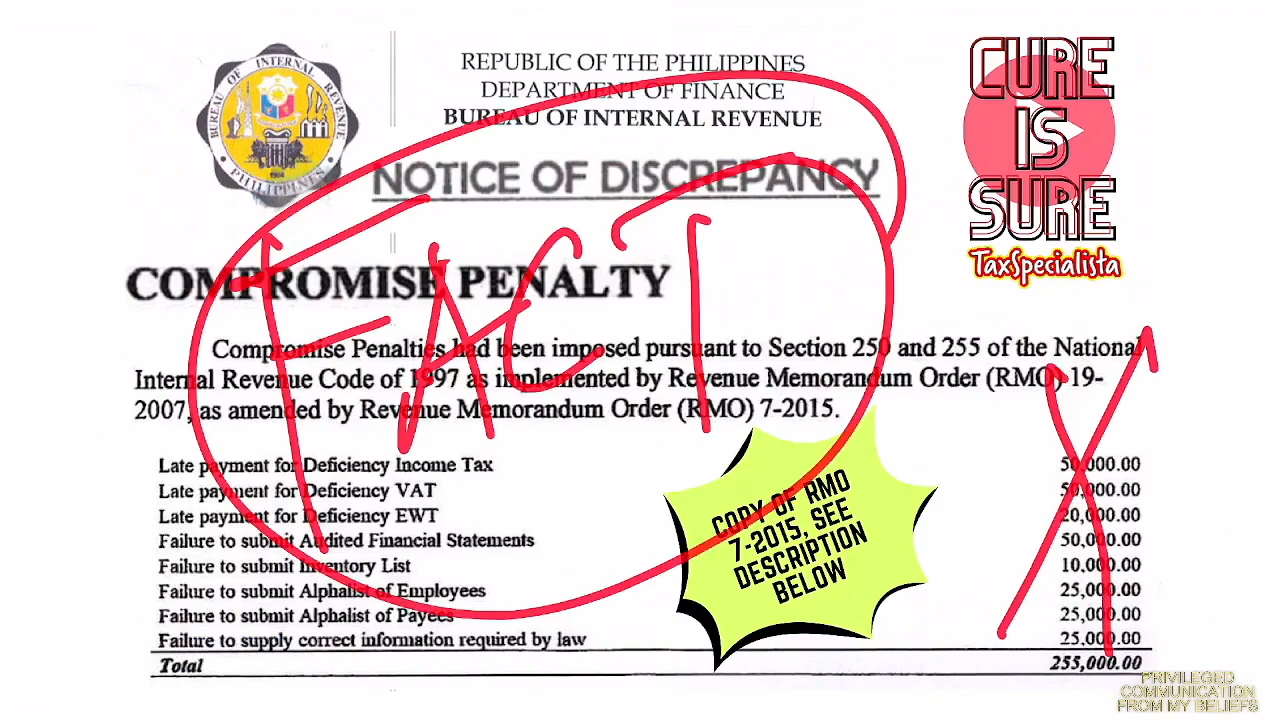 REPUBLIC OF THE PHILIPPINES
DEPARTMENT OF FINANCE
BUREAU OF INTERNAL REVENUE
BUREAU OF INTERNAL REVENUE
1904
PHILIPPINES
NOTICE OF DISCREPANCY
CURE
IS
SURE
TaxSpecialista
FACT
COMPROMISE PENALTY
Compromise Penalties had been imposed pursuant to Section 250 and 255 of the National
Internal Revenue Code of 1997 as implemented by Revenue Memorandum Order (RMO) 19-
2007, as amended by Revenue Memorandum Order (RMO) 7-2015.
Late payment for Deficiency Income Tax 50,000.00
Late payment for Deficiency VAT 50,000.00
Late payment for Deficiency EWT 20,000.00
Failure to submit Audited Financial Statements 50,000.00
Failure to submit Inventory List 10,000.00
Failure to submit Alphalist of Employees 25,000.00
Failure to submit Alphalist of Payees 25,000.00
Failure to supply correct information required by law 25,000.00
Total 255,000.00
COPY OF RMO
7-2015, SEE
DESCRIPTION
BELOW
X
PRIVILEGED
COMMUNICATION
FROM MY BELIEFS